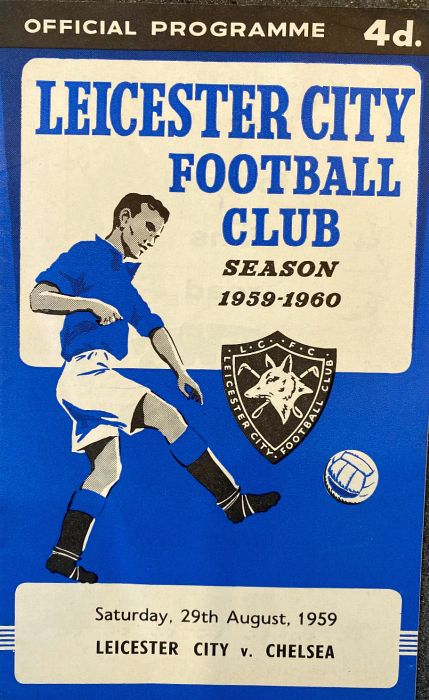 OFFICIAL PROGRAMME 4d.
LEICESTER CITY
FOOTBALL
CLUB
SEASON
1959-1960
L. C. F. C.
LEICESTER CITY · FOOTBALL CLUB
Saturday, 29th August, 1959
LEICESTER CITY v. CHELSEA